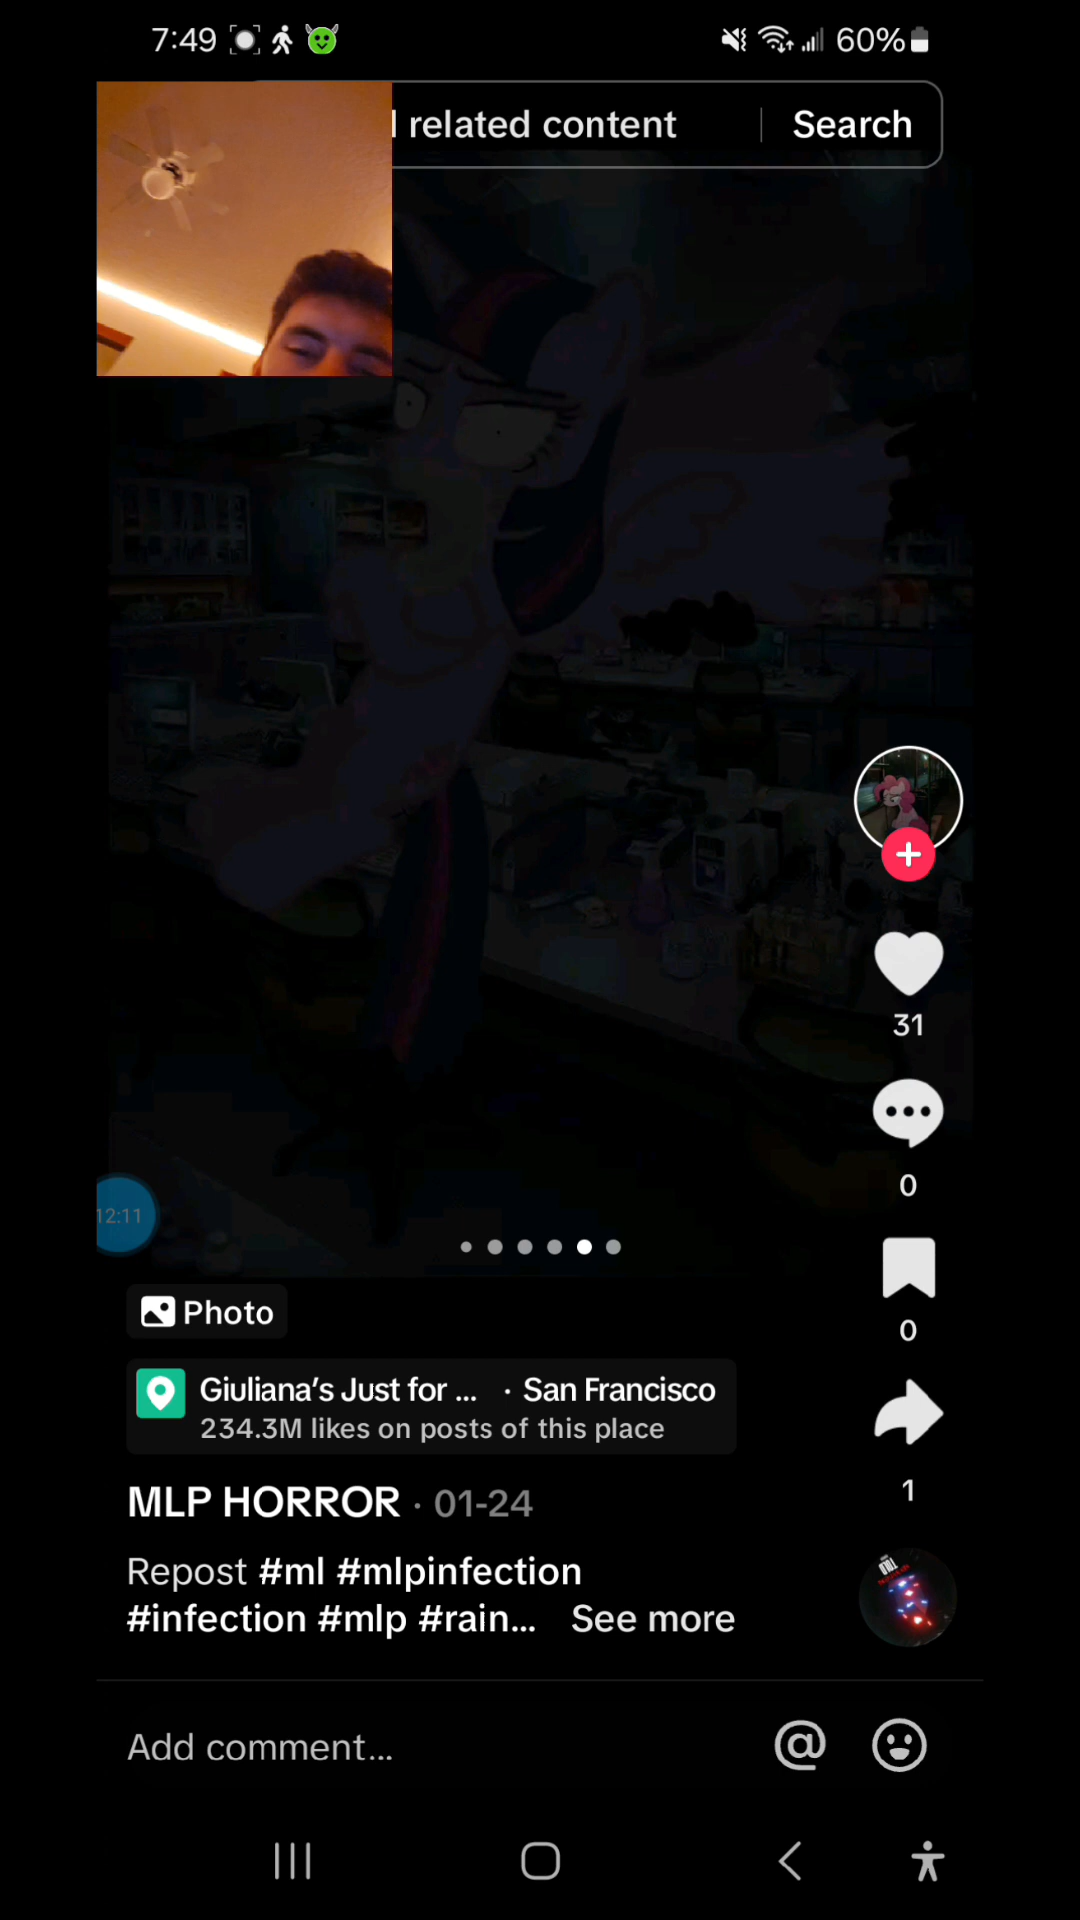 7:49
60%
related content
Search
31
0
0
1
12:11
Photo
Giuliana's Just for ... · San Francisco
234.3M likes on posts of this place
MLP HORROR · 01-24
Repost #ml #mlpinfection
#infection #mlp #rain... See more
Add comment...